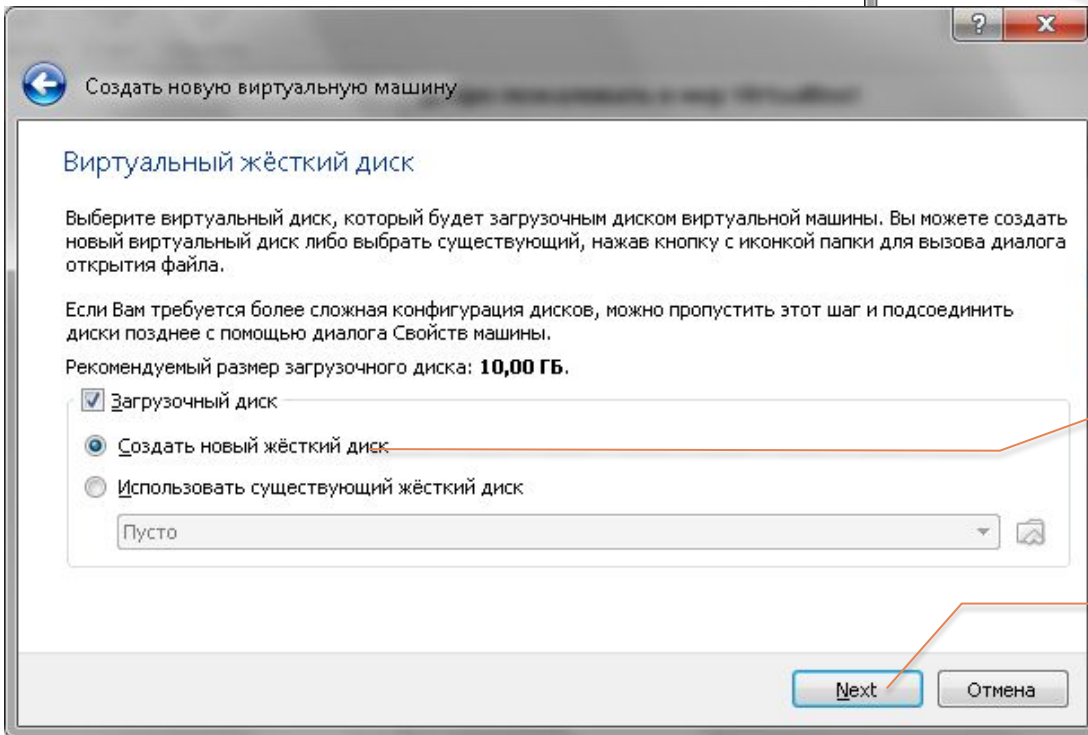 Создать новую виртуальную машину
Виртуальный жёсткий диск
Выберите виртуальный диск, который будет загрузочным диском виртуальной машины. Вы можете создать
новый виртуальный диск либо выбрать существующий, нажав кнопку с иконкой папки для вызова диалога
открытия файла.
Если Вам требуется более сложная конфигурация дисков, можно пропустить этот шаг и подсоединить
диски позднее с помощью диалога Свойств машины.
Рекомендуемый размер загрузочного диска: 10,00 ГБ.
Загрузочный диск
Создать новый жёсткий диск
Использовать существующий жёсткий диск
Пусто
Next
Отмена